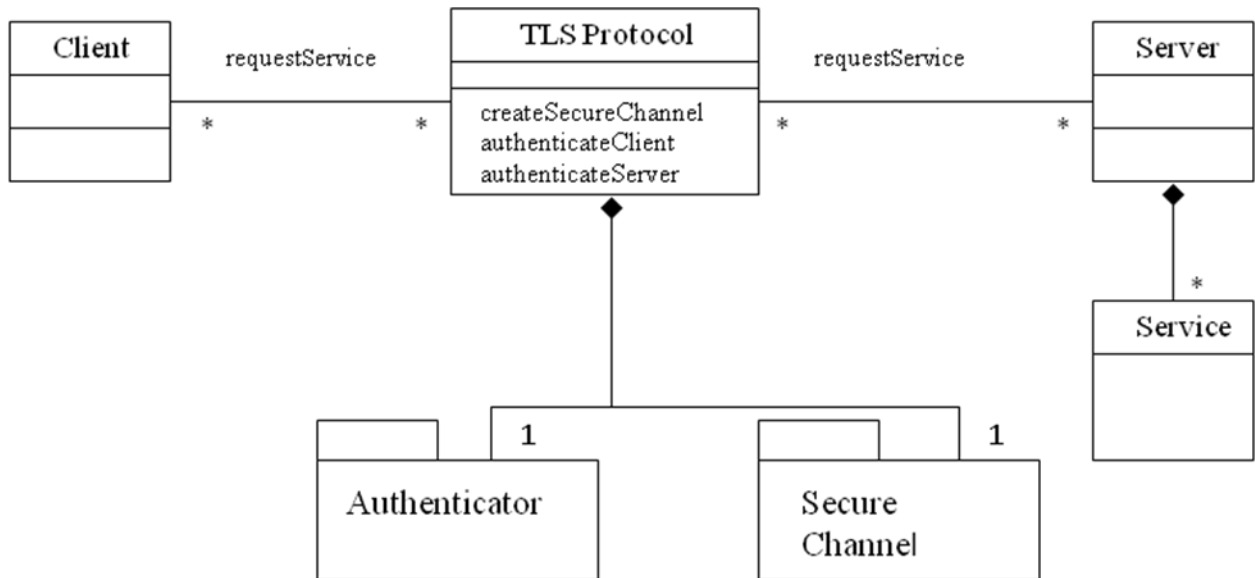 Client
requestService
*
*
TLS Protocol
createSecureChannel
authenticateClient
authenticateServer
requestService
*
*
Server
*
Service
1
Authenticator
1
Secure
Channel